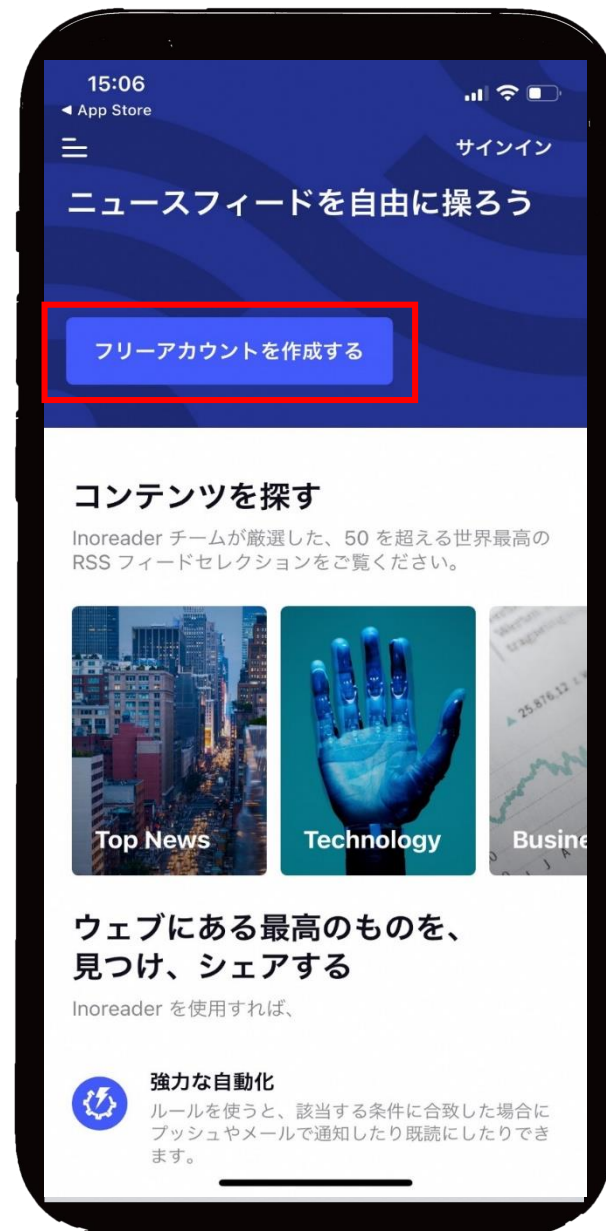 15:06
◀ App Store
サインイン
ニュースフィードを自由に操ろう
フリーアカウントを作成する
コンテンツを探す
Inoreader チームが厳選した、50 を超える世界最高の
RSS フィードセレクションをご覧ください。
25,876.12
Top News
Technology
Busine
ウェブにある最高のものを、
見つけ、シェアする
Inoreader を使用すれば、
強力な自動化
ルールを使うと、該当する条件に合致した場合に
プッシュやメールで通知したり既読にしたりでき
ます。